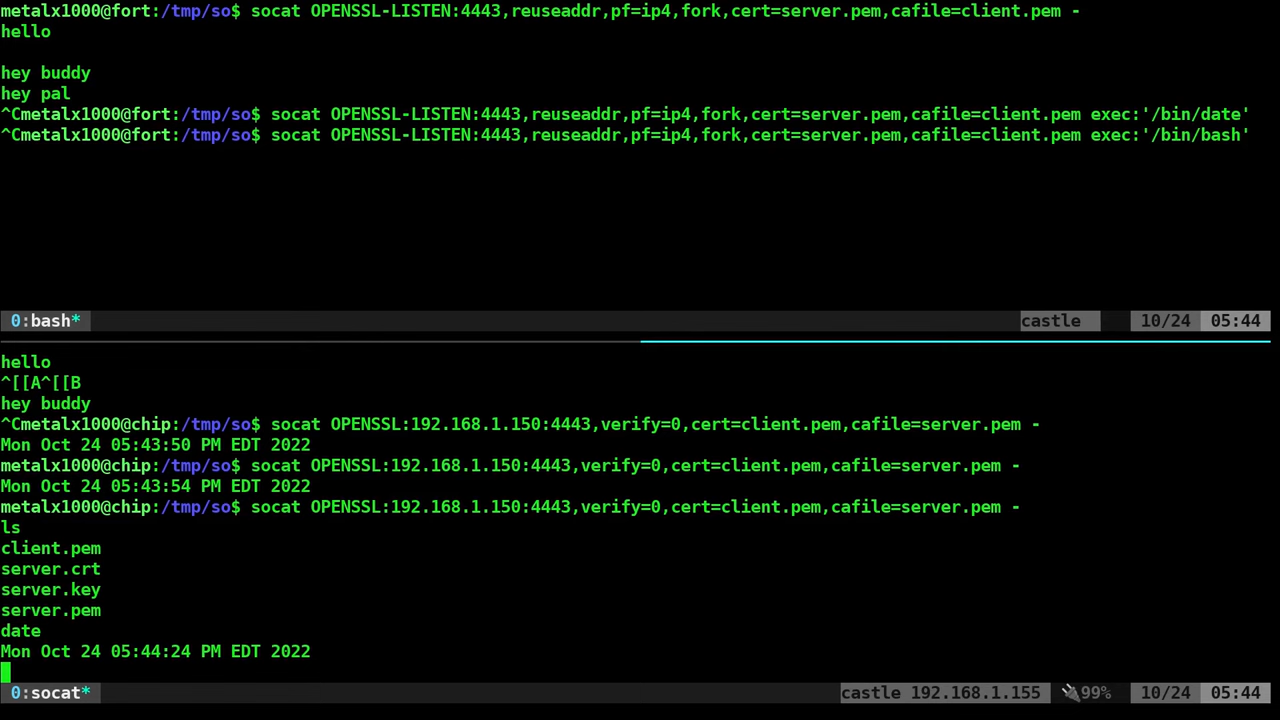 metalx1000@fort:/tmp/so$ socat OPENSSL-LISTEN:4443,reuseaddr,pf=ip4,fork,cert=server.pem,cafile=client.pem -
hello
hey buddy
hey pal
^Cmetalx1000@fort:/tmp/so$ socat OPENSSL-LISTEN:4443,reuseaddr,pf=ip4,fork,cert=server.pem,cafile=client.pem exec:'/bin/date'
^Cmetalx1000@fort:/tmp/so$ socat OPENSSL-LISTEN:4443,reuseaddr,pf=ip4,fork,cert=server.pem,cafile=client.pem exec:'/bin/bash'
0:bash* castle 10/24 05:44
hello
^[[A^[[B
hey buddy
^Cmetalx1000@chip:/tmp/so$ socat OPENSSL:192.168.1.150:4443,verify=0,cert=client.pem,cafile=server.pem -
Mon Oct 24 05:43:50 PM EDT 2022
metalx1000@chip:/tmp/so$ socat OPENSSL:192.168.1.150:4443,verify=0,cert=client.pem,cafile=server.pem -
Mon Oct 24 05:43:54 PM EDT 2022
metalx1000@chip:/tmp/so$ socat OPENSSL:192.168.1.150:4443,verify=0,cert=client.pem,cafile=server.pem -
ls
client.pem
server.crt
server.key
server.pem
date
Mon Oct 24 05:44:24 PM EDT 2022
0:socat* castle 192.168.1.155 99% 10/24 05:44